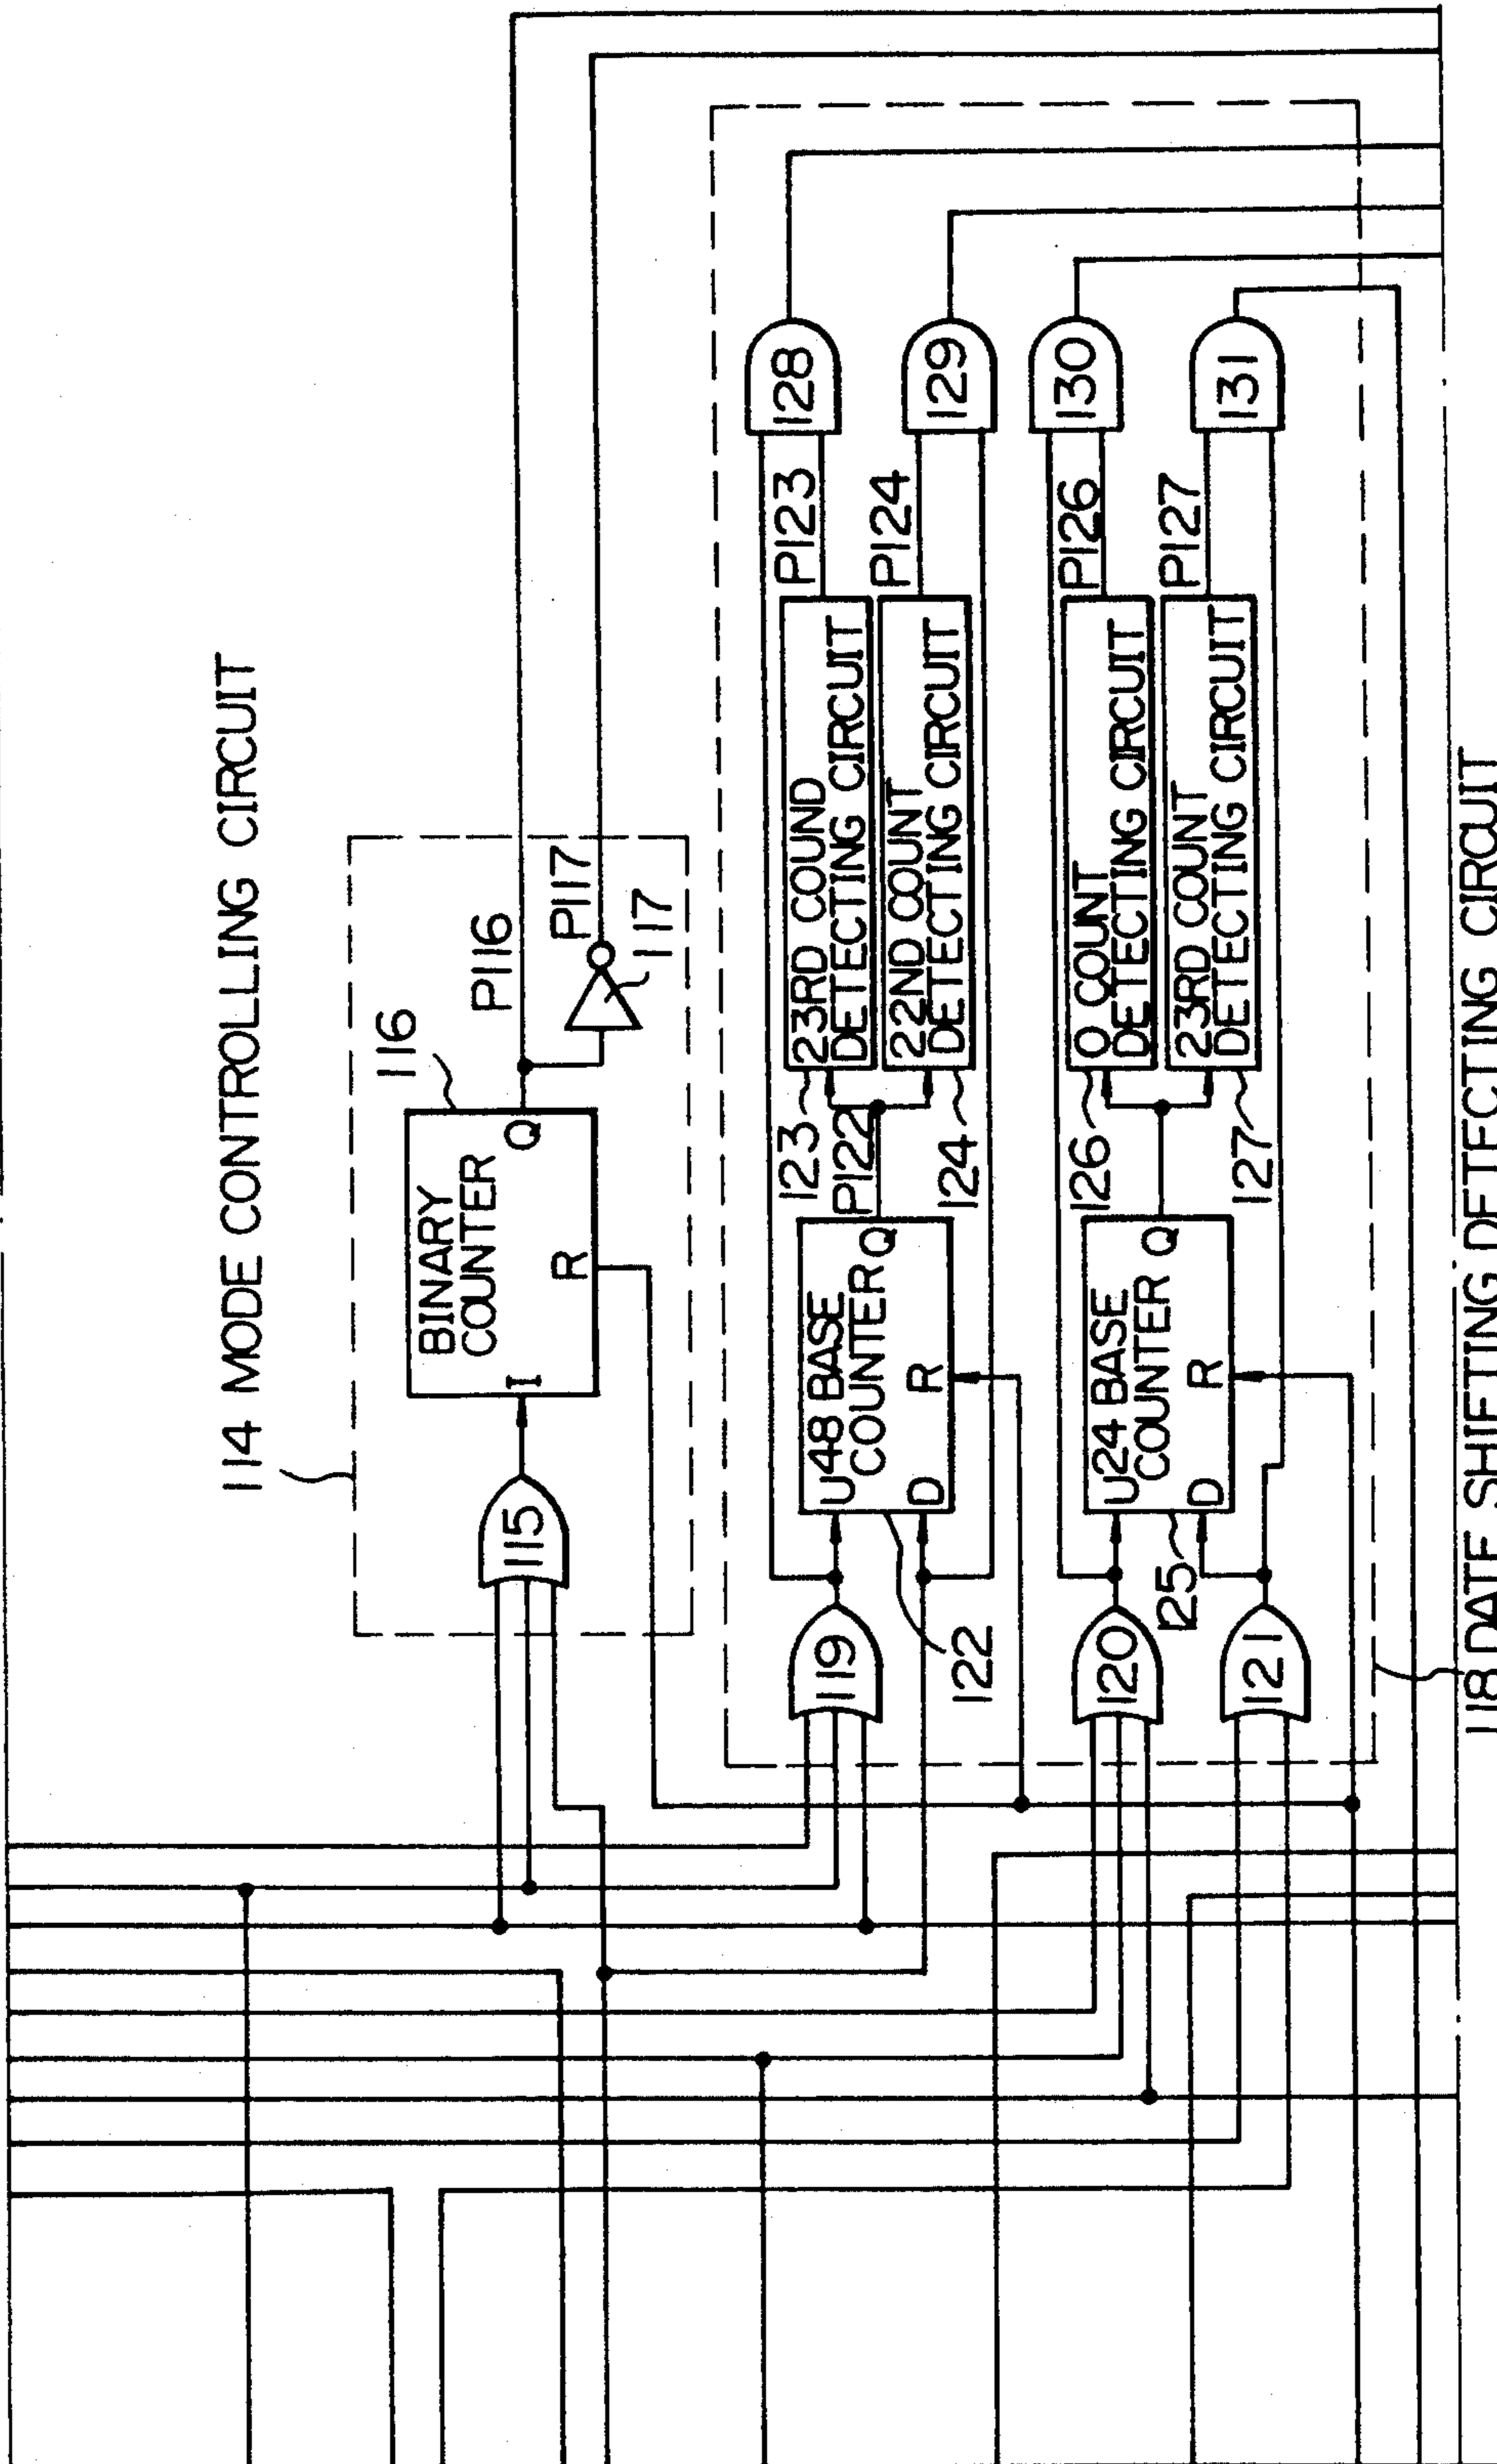 114 MODE CONTROLLING CIRCUIT
116
P116
P117
117
115
I
BINARY
COUNTER
Q
R
119
U 48 BASE
COUNTER Q
D
R
122
P122
123
23RD COUND
DETECTING CIRCUIT
P123
128
124
22ND COUNT
DETECTING CIRCUIT
P124
129
120
U 24 BASE
COUNTER Q
D
R
125
121
126
0 COUNT
DETECTING CIRCUIT
P126
130
127
23RD COUNT
DETECTING CIRCUIT
P127
131
118 DATE SHIFTING DETECTING CIRCUIT